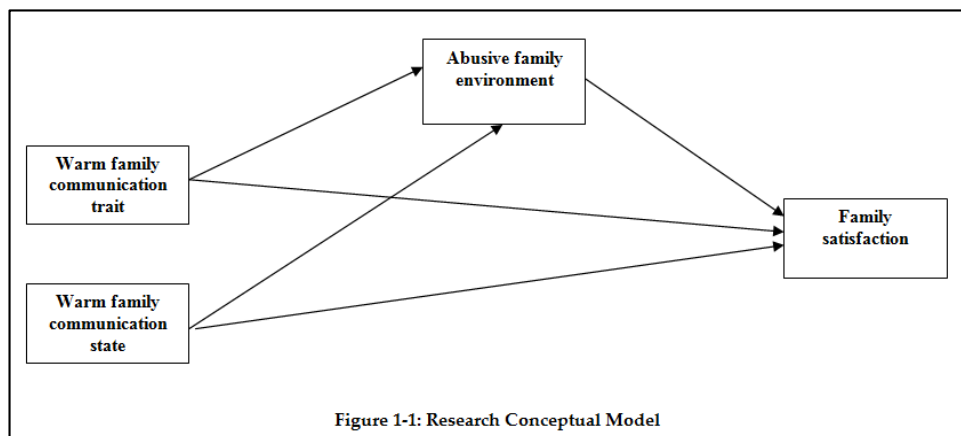 Abusive family
environment
Warm family
communication
trait
Family
satisfaction
Warm family
communication
state
Figure 1-1: Research Conceptual Model